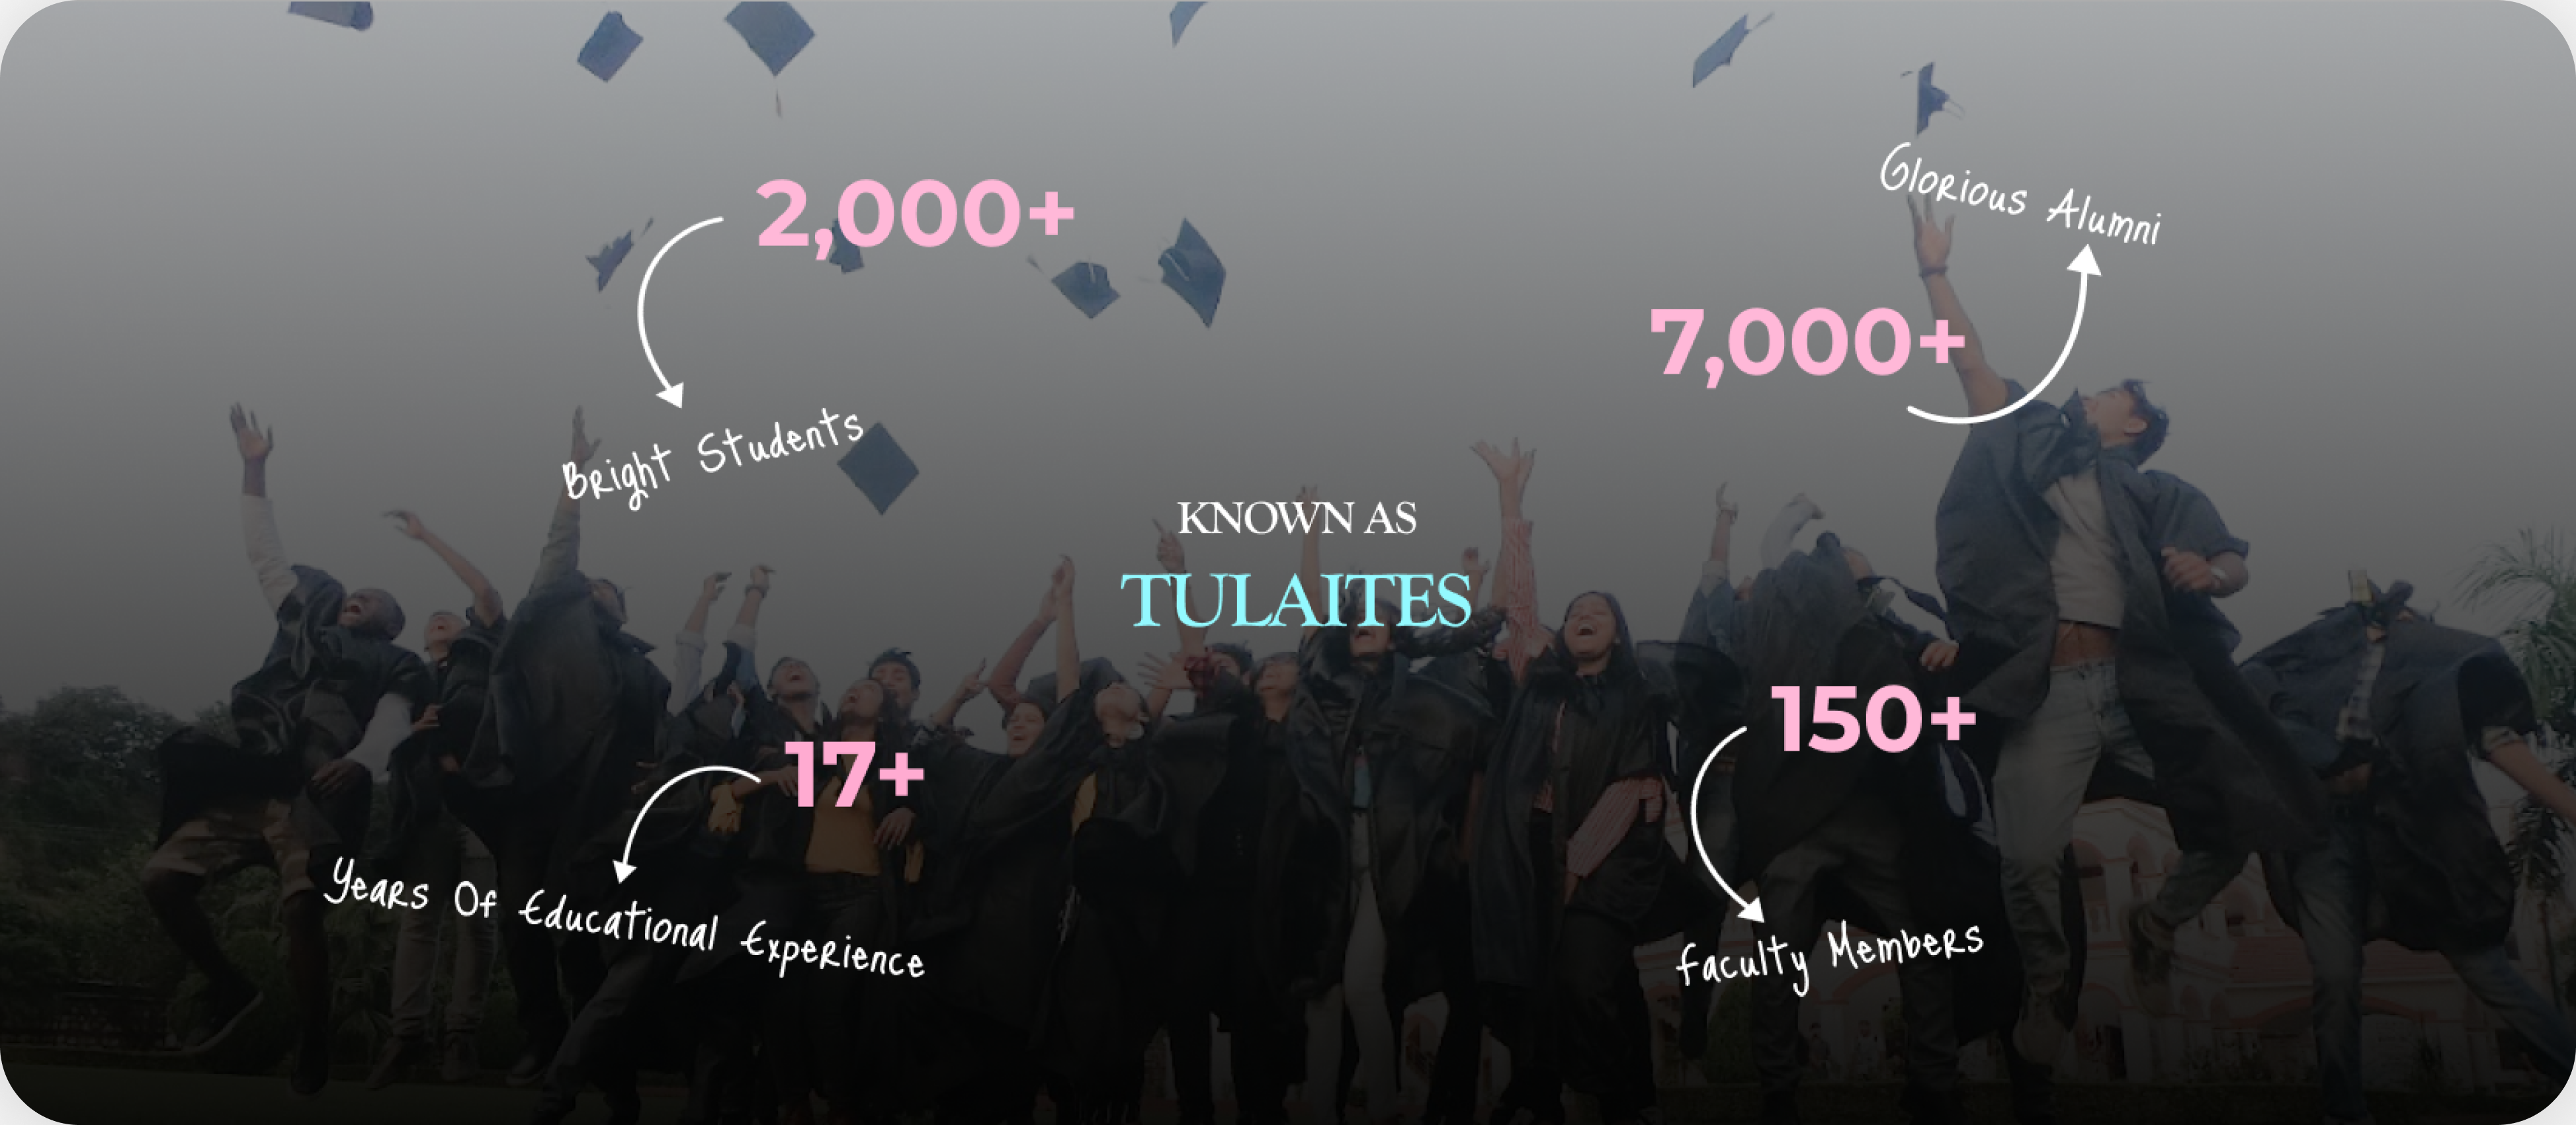 2,000+
Bright Students
Glorious Alumni
7,000+
KNOWN AS
TULAITES
17+
Years Of Educational Experience
150+
Faculty Members